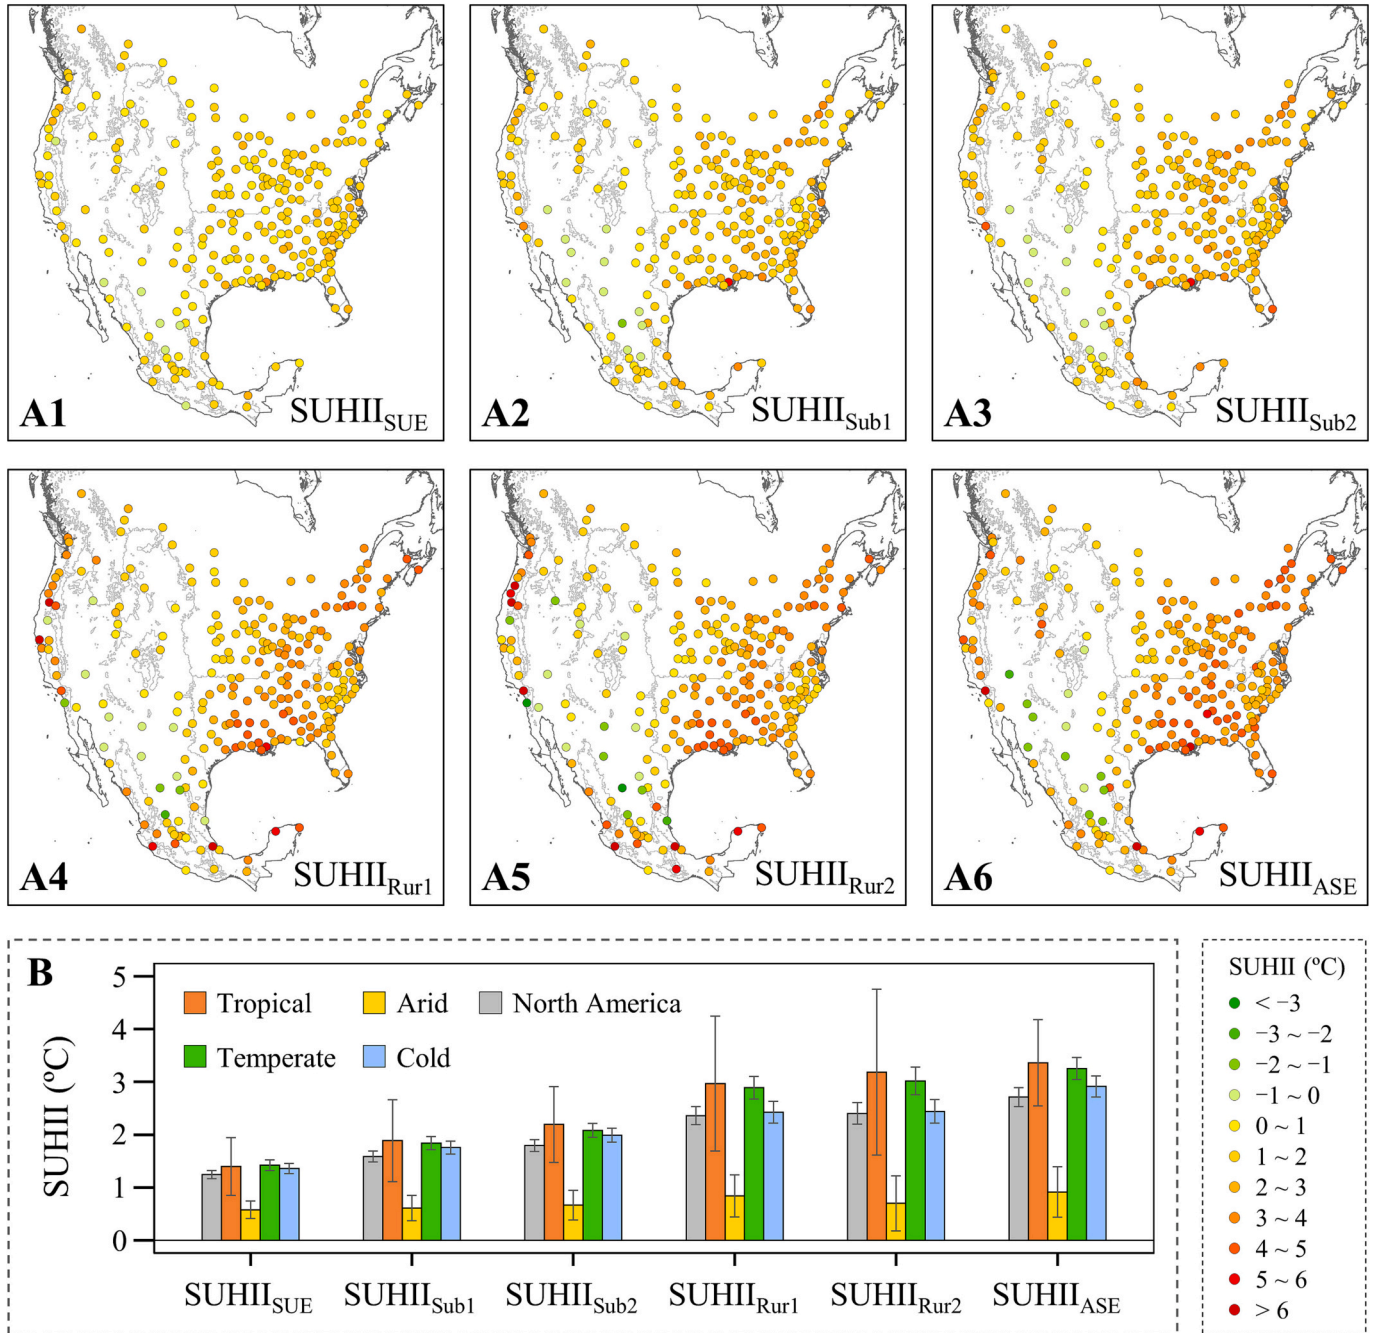 A1 SUHII_SUE
A2 SUHII_Sub1
A3 SUHII_Sub2
A4 SUHII_Rur1
A5 SUHII_Rur2
A6 SUHII_ASE
B
SUHII (ºC)
5
4
3
2
1
0
Tropical Arid North America
Temperate Cold
SUHII_SUE SUHII_Sub1 SUHII_Sub2 SUHII_Rur1 SUHII_Rur2 SUHII_ASE
SUHII (ºC)
< −3
−3 ~ −2
−2 ~ −1
−1 ~ 0
0 ~ 1
1 ~ 2
2 ~ 3
3 ~ 4
4 ~ 5
5 ~ 6
> 6